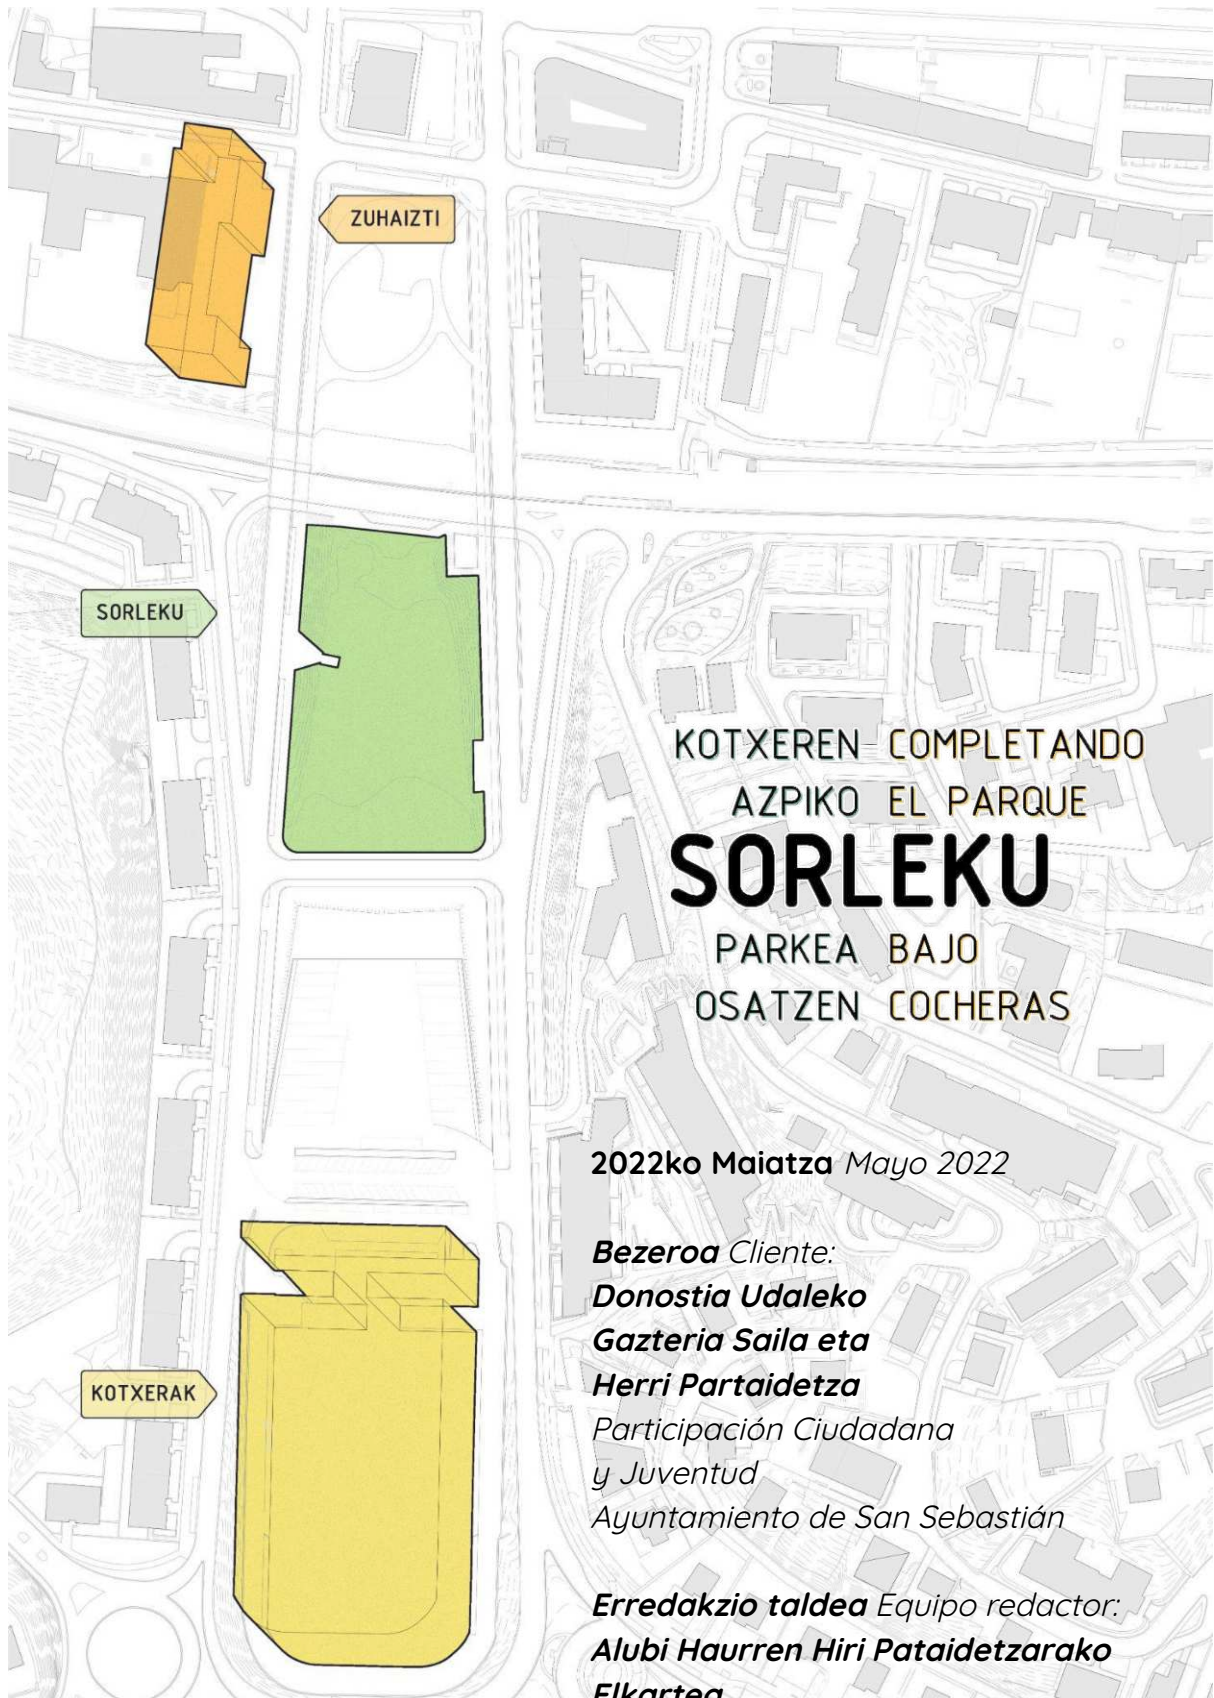 ZUHAIZTI
SORLEKU
KOTXEREN COMPLETANDO
AZPIKO EL PARQUE
SORLEKU
PARKEA BAJO
OSATZEN COCHERAS
2022ko Maiatza Mayo 2022
Bezeroa Cliente:
Donostia Udaleko
Gazteria Saila eta
Herri Partaidetza
Participación Ciudadana
y Juventud
Ayuntamiento de San Sebastián
KOTXERAK
Erredakzio taldea Equipo redactor:
Alubi Haurren Hiri Pataidetzarako
Elkartea